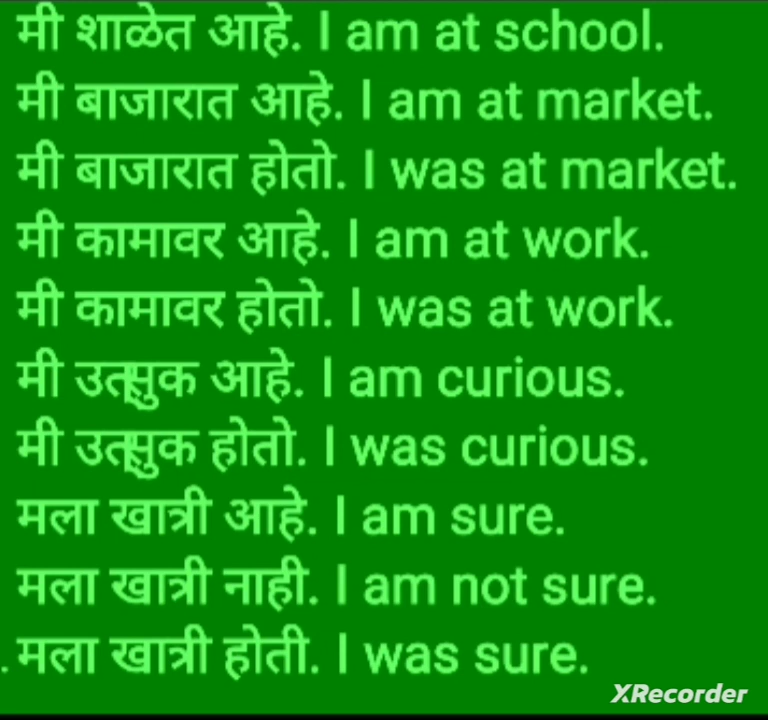 मी शाळेत आहे. I am at school.
मी बाजारात आहे. I am at market.
मी बाजारात होतो. I was at market.
मी कामावर आहे. I am at work.
मी कामावर होतो. I was at work.
मी उत्सुक आहे. I am curious.
मी उत्सुक होतो. I was curious.
मला खात्री आहे. I am sure.
मला खात्री नाही. I am not sure.
. मला खात्री होती. I was sure.
XRecorder